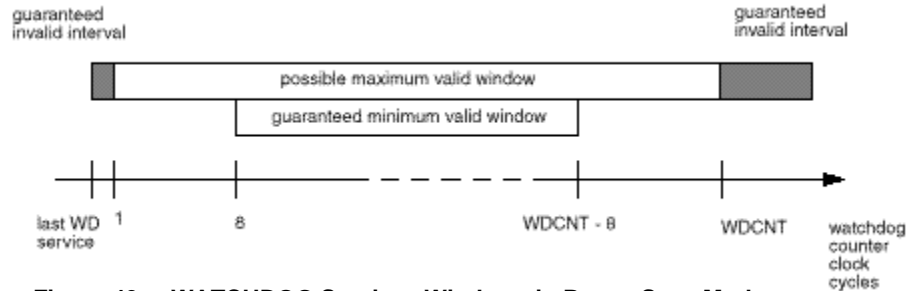 guaranteed
invalid interval
guaranteed
invalid interval
possible maximum valid window
guaranteed minimum valid window
last WD
service
1
8
WDCNT - 8
WDCNT
watchdog
counter
clock
cycles